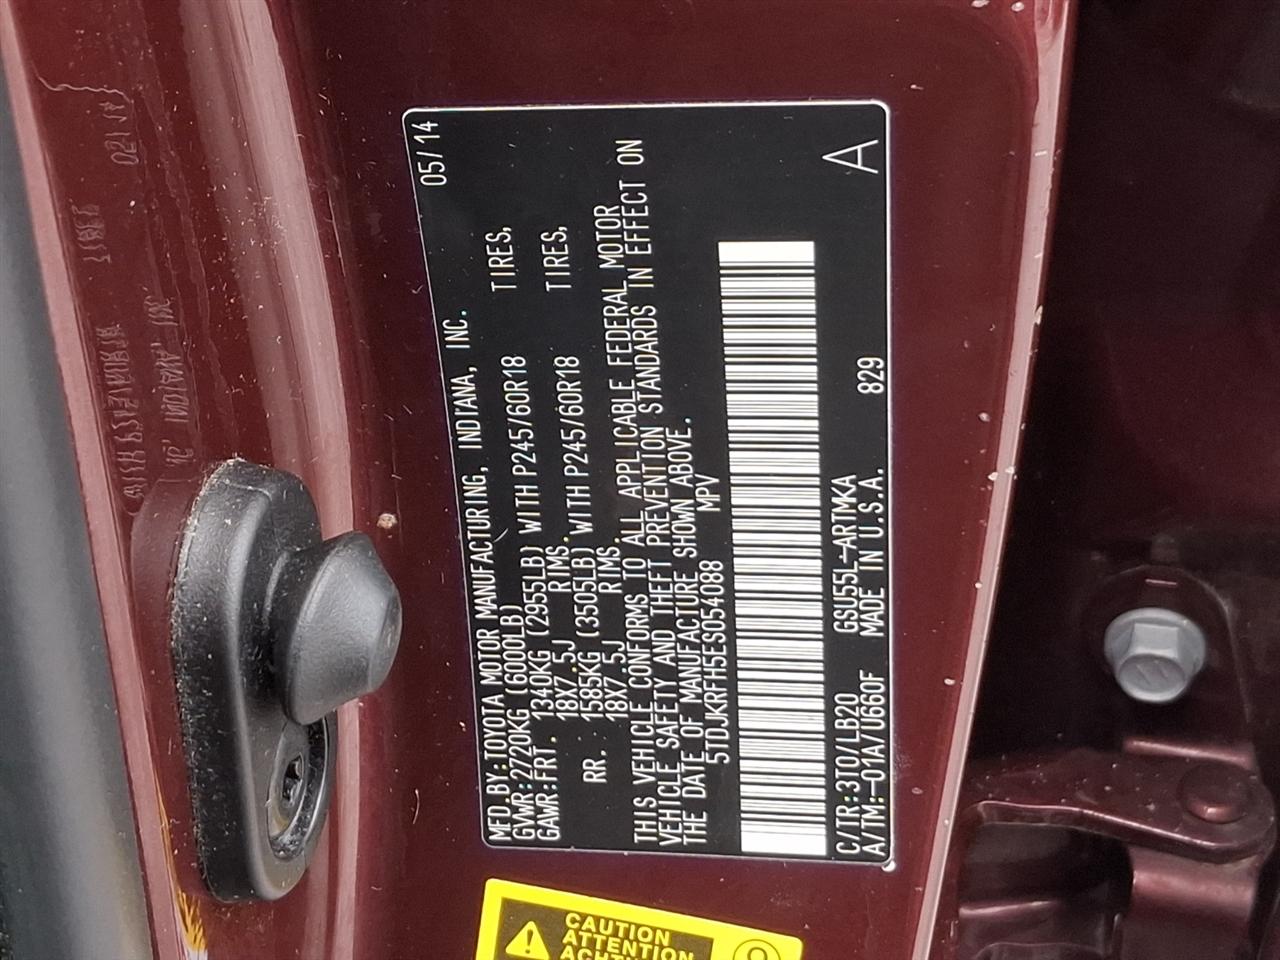 MFD.BY:TOYOTA MOTOR MANUFACTURING, INDIANA, INC. 05/14
GVWR:2720KG (6000LB)
GAWR:FRT. 1340KG (2955LB) WITH P245/60R18 TIRES,
18X7.5J RIMS.
RR. 1585KG (3505LB) WITH P245/60R18 TIRES,
18X7.5J RIMS.
THIS VEHICLE CONFORMS TO ALL APPLICABLE FEDERAL MOTOR
VEHICLE SAFETY AND THEFT PREVENTION STANDARDS IN EFFECT ON
THE DATE OF MANUFACTURE SHOWN ABOVE.
5TDJKRFH5ES054088 MPV
C/TR:3T0/LB20 GSU55L-ARTMKA 829 A
A/TM:-01A/U660F MADE IN U.S.A.
CAUTION
ATTENTION